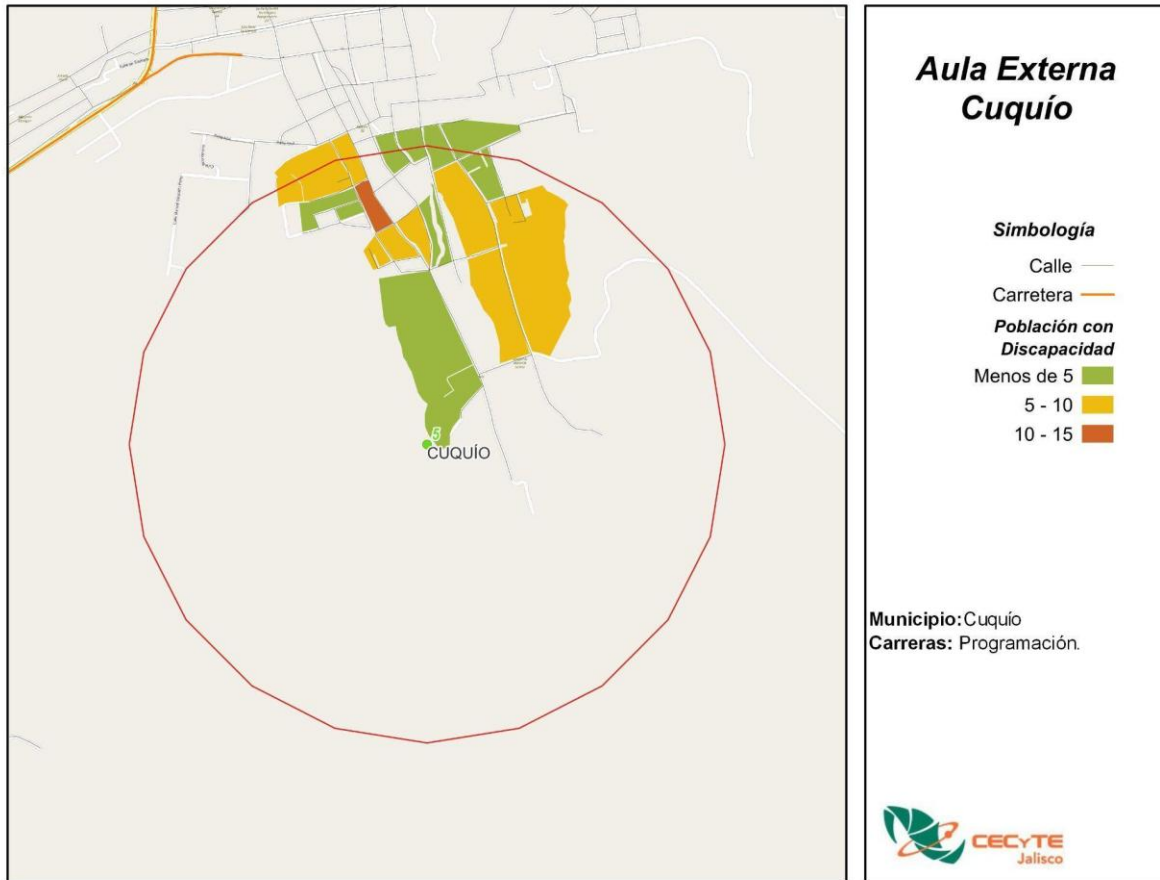 5
CUQUÍO
Aula Externa
Cuquío
Simbología
Calle
Carretera
Población con
Discapacidad
Menos de 5
5 - 10
10 - 15
Municipio:Cuquío
Carreras: Programación.
CECyTE
Jalisco